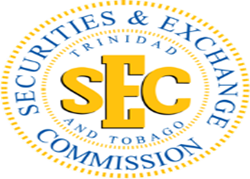 SECURITIES & EXCHANGE
TRINIDAD
SEC
AND TOBAGO
COMMISSION